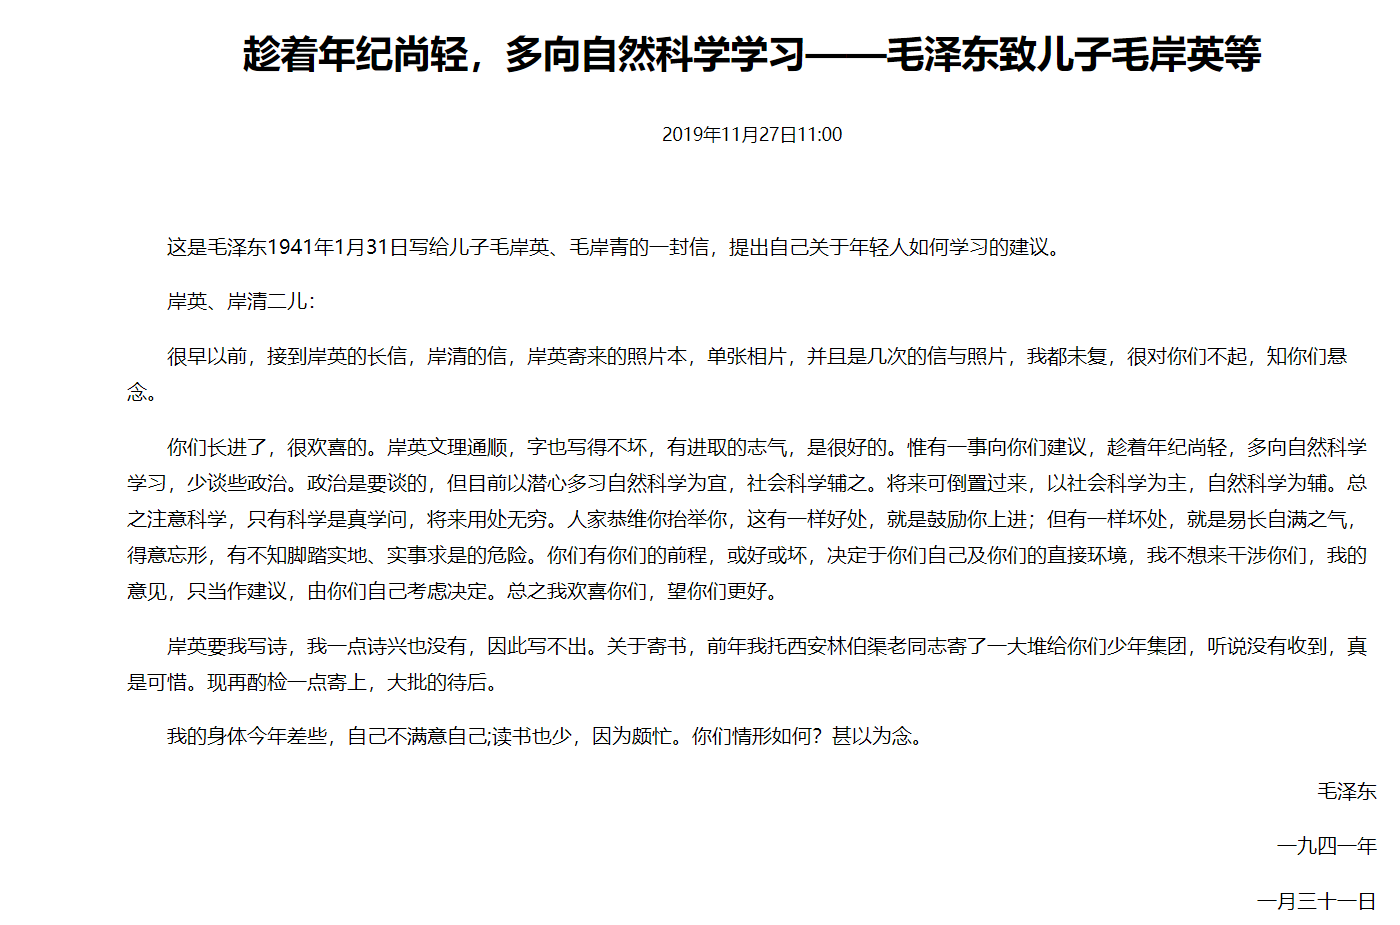 趁着年纪尚轻，多向自然科学学习——毛泽东致儿子毛岸英等
2019年11月27日11:00
这是毛泽东1941年1月31日写给儿子毛岸英、毛岸青的一封信，提出自己关于年轻人如何学习的建议。
岸英、岸清二儿：
很早以前，接到岸英的长信，岸清的信，岸英寄来的照片本，单张相片，并且是几次的信与照片，我都未复，很对你们不起，知你们悬
念。
你们长进了，很欢喜的。岸英文理通顺，字也写得不坏，有进取的志气，是很好的。惟有一事向你们建议，趁着年纪尚轻，多向自然科学
学习，少谈些政治。政治是要谈的，但目前以潜心多习自然科学为宜，社会科学辅之。将来可倒置过来，以社会科学为主，自然科学为辅。总
之注意科学，只有科学是真学问，将来用处无穷。人家恭维你抬举你，这有一样好处，就是鼓励你上进；但有一样坏处，就是易长自满之气，
得意忘形，有不知脚踏实地、实事求是的危险。你们有你们的前程，或好或坏，决定于你们自己及你们的直接环境，我不想来干涉你们，我的
意见，只当作建议，由你们自己考虑决定。总之我欢喜你们，望你们更好。
岸英要我写诗，我一点诗兴也没有，因此写不出。关于寄书，前年我托西安林伯渠老同志寄了一大堆给你们少年集团，听说没有收到，真
是可惜。现再酌检一点寄上，大批的待后。
我的身体今年差些，自己不满意自己;读书也少，因为颇忙。你们情形如何？甚以为念。
毛泽东
一九四一年
一月三十一日